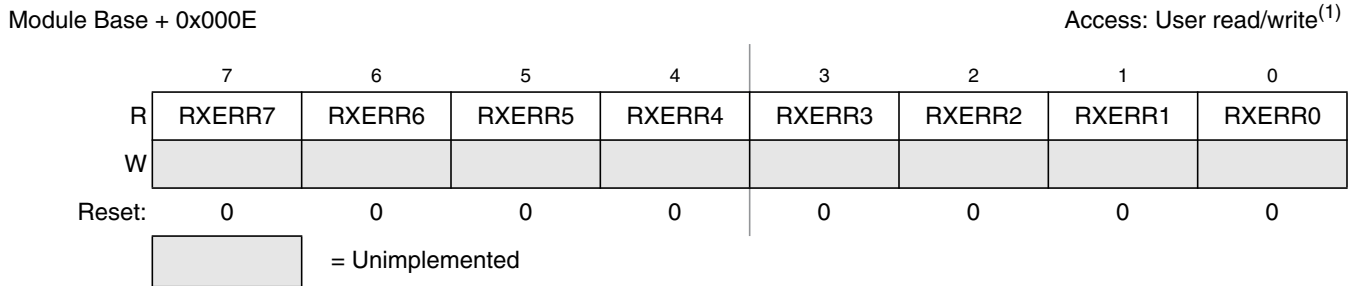 Module Base + 0x000E Access: User read/write(1)
7 6 5 4 3 2 1 0
R RXERR7 RXERR6 RXERR5 RXERR4 RXERR3 RXERR2 RXERR1 RXERR0
W
Reset: 0 0 0 0 0 0 0 0
= Unimplemented